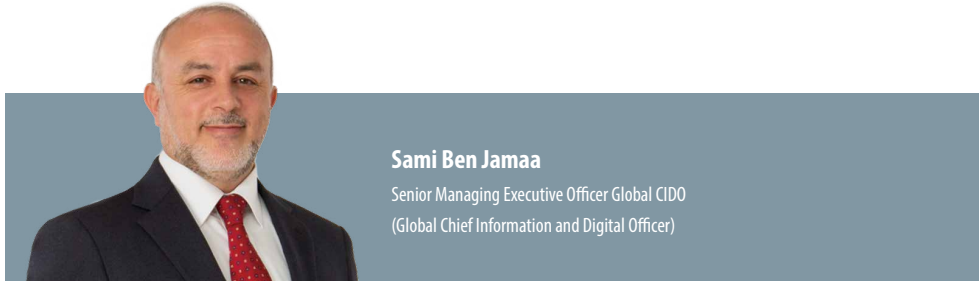 Sami Ben Jamaa
Senior Managing Executive Officer Global CIDO
(Global Chief Information and Digital Officer)